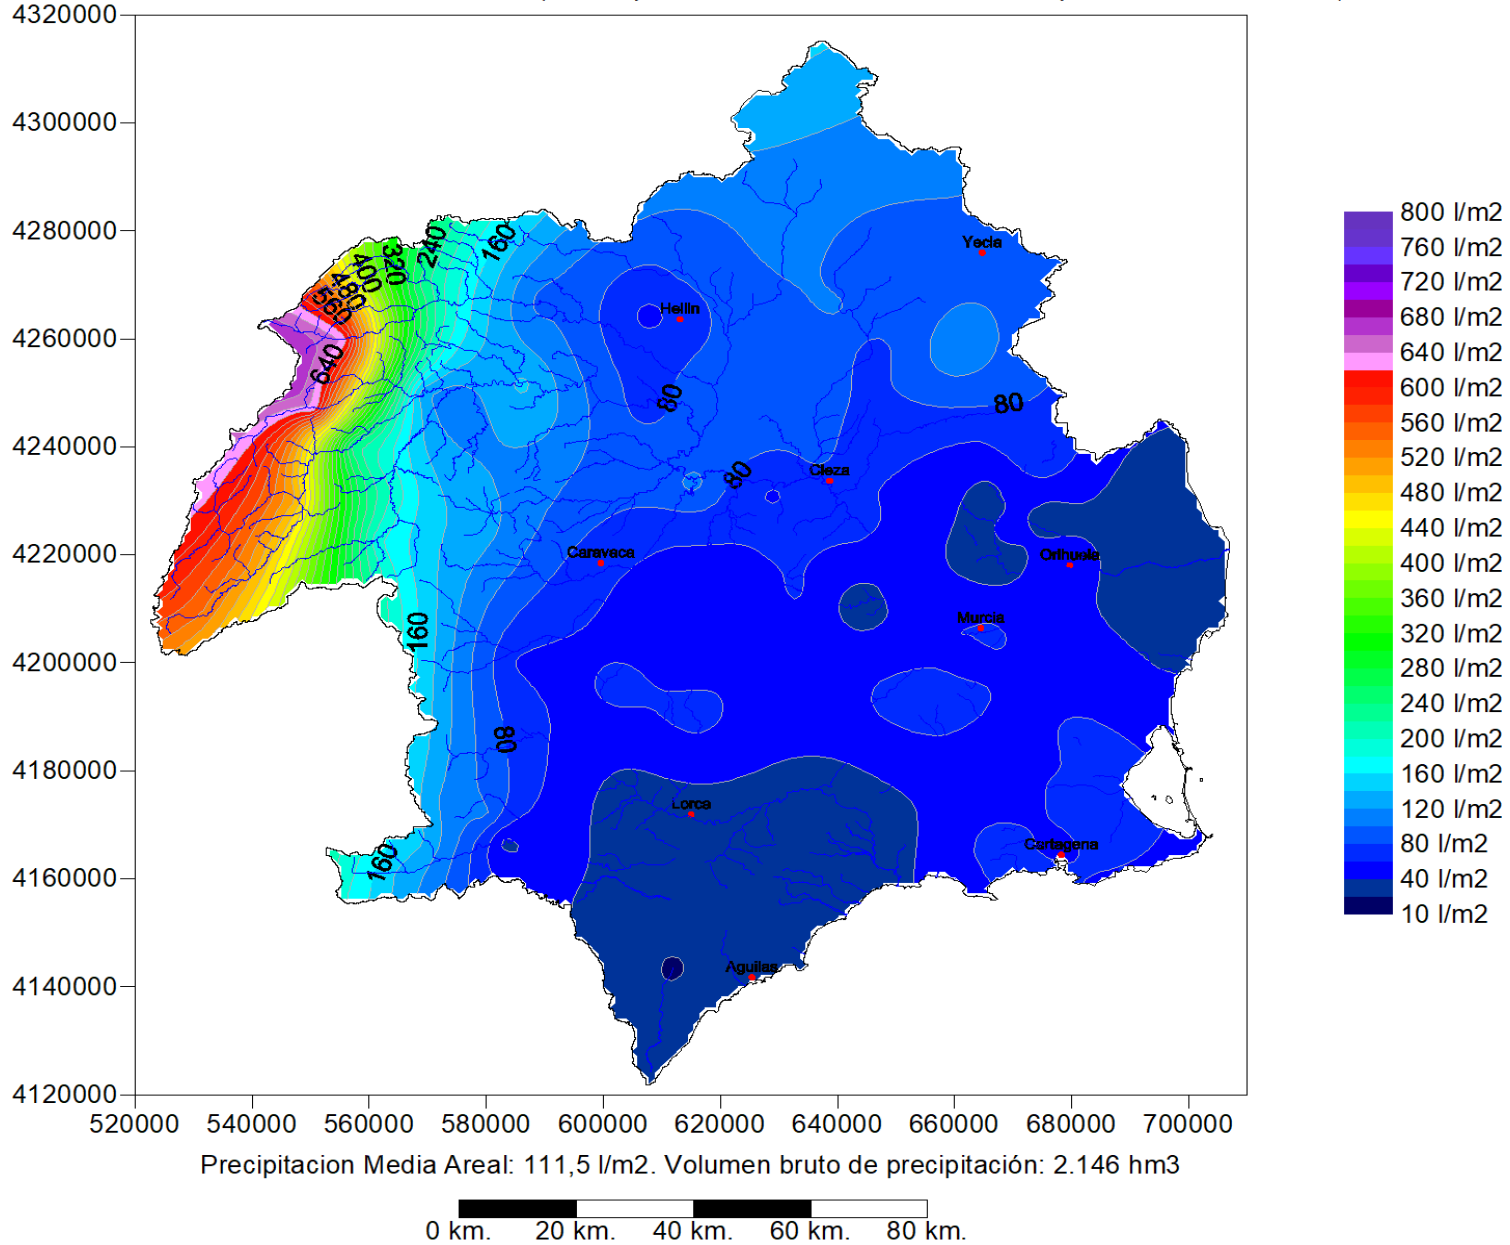 4320000
4300000
4280000
4260000
4240000
4220000
4200000
4180000
4160000
4140000
4120000
520000 540000 560000 580000 600000 620000 640000 660000 680000 700000
160
240
320
400
480
560
640
80
80
80
160
80
160
Yecla
Hellin
Cieza
Caravaca
Orihuela
Murcia
Lorca
Cartagena
Aguilas
800 l/m2
760 l/m2
720 l/m2
680 l/m2
640 l/m2
600 l/m2
560 l/m2
520 l/m2
480 l/m2
440 l/m2
400 l/m2
360 l/m2
320 l/m2
280 l/m2
240 l/m2
200 l/m2
160 l/m2
120 l/m2
80 l/m2
40 l/m2
10 l/m2
Precipitacion Media Areal: 111,5 l/m2. Volumen bruto de precipitación: 2.146 hm3
0 km. 20 km. 40 km. 60 km. 80 km.